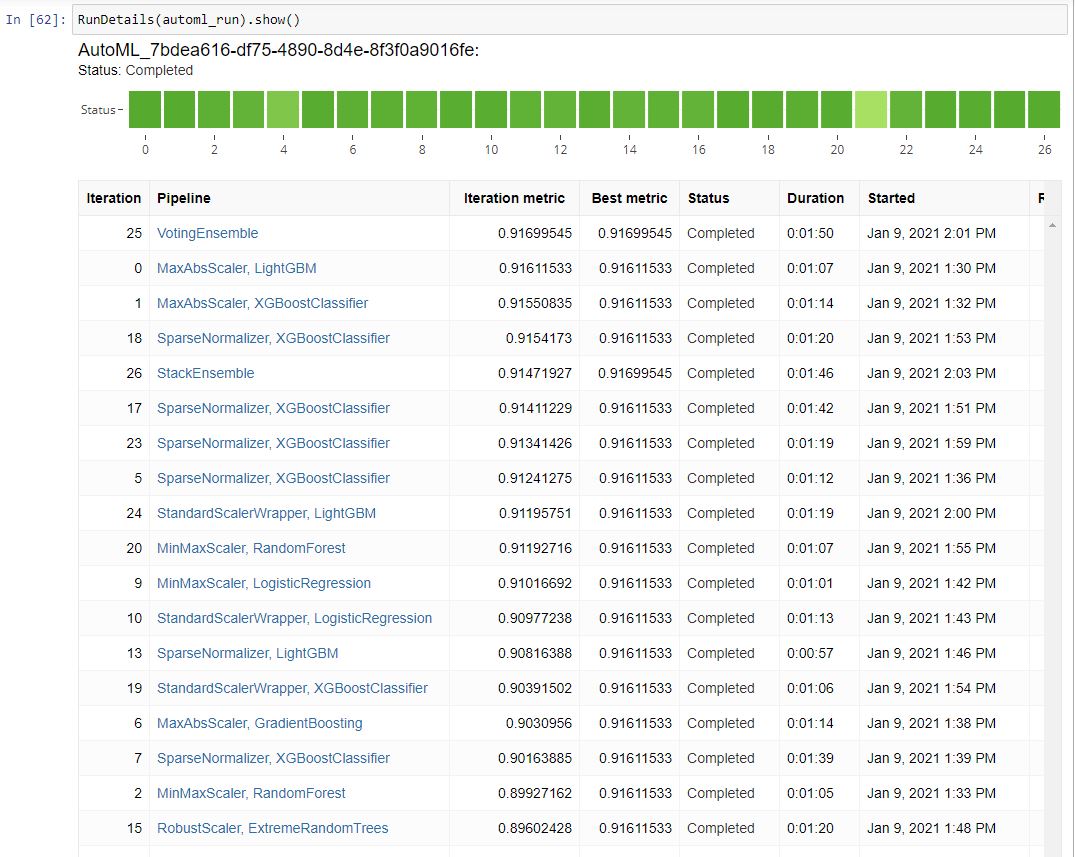 In [62]: RunDetails(automl_run).show()
AutoML_7bdea616-df75-4890-8d4e-8f3f0a9016fe:
Status: Completed
Status
0 2 4 6 8 10 12 14 16 18 20 22 24 26
Iteration Pipeline Iteration metric Best metric Status Duration Started R
25 VotingEnsemble 0.91699545 0.91699545 Completed 0:01:50 Jan 9, 2021 2:01 PM
0 MaxAbsScaler, LightGBM 0.91611533 0.91611533 Completed 0:01:07 Jan 9, 2021 1:30 PM
1 MaxAbsScaler, XGBoostClassifier 0.91550835 0.91611533 Completed 0:01:14 Jan 9, 2021 1:32 PM
18 SparseNormalizer, XGBoostClassifier 0.9154173 0.91611533 Completed 0:01:20 Jan 9, 2021 1:53 PM
26 StackEnsemble 0.91471927 0.91699545 Completed 0:01:46 Jan 9, 2021 2:03 PM
17 SparseNormalizer, XGBoostClassifier 0.91411229 0.91611533 Completed 0:01:42 Jan 9, 2021 1:51 PM
23 SparseNormalizer, XGBoostClassifier 0.91341426 0.91611533 Completed 0:01:19 Jan 9, 2021 1:59 PM
5 SparseNormalizer, XGBoostClassifier 0.91241275 0.91611533 Completed 0:01:12 Jan 9, 2021 1:36 PM
24 StandardScalerWrapper, LightGBM 0.91195751 0.91611533 Completed 0:01:19 Jan 9, 2021 2:00 PM
20 MinMaxScaler, RandomForest 0.91192716 0.91611533 Completed 0:01:07 Jan 9, 2021 1:55 PM
9 MinMaxScaler, LogisticRegression 0.91016692 0.91611533 Completed 0:01:01 Jan 9, 2021 1:42 PM
10 StandardScalerWrapper, LogisticRegression 0.90977238 0.91611533 Completed 0:01:13 Jan 9, 2021 1:43 PM
13 SparseNormalizer, LightGBM 0.90816388 0.91611533 Completed 0:00:57 Jan 9, 2021 1:46 PM
19 StandardScalerWrapper, XGBoostClassifier 0.90391502 0.91611533 Completed 0:01:06 Jan 9, 2021 1:54 PM
6 MaxAbsScaler, GradientBoosting 0.9030956 0.91611533 Completed 0:01:14 Jan 9, 2021 1:38 PM
7 SparseNormalizer, XGBoostClassifier 0.90163885 0.91611533 Completed 0:01:39 Jan 9, 2021 1:39 PM
2 MinMaxScaler, RandomForest 0.89927162 0.91611533 Completed 0:01:05 Jan 9, 2021 1:33 PM
15 RobustScaler, ExtremeRandomTrees 0.89602428 0.91611533 Completed 0:01:20 Jan 9, 2021 1:48 PM